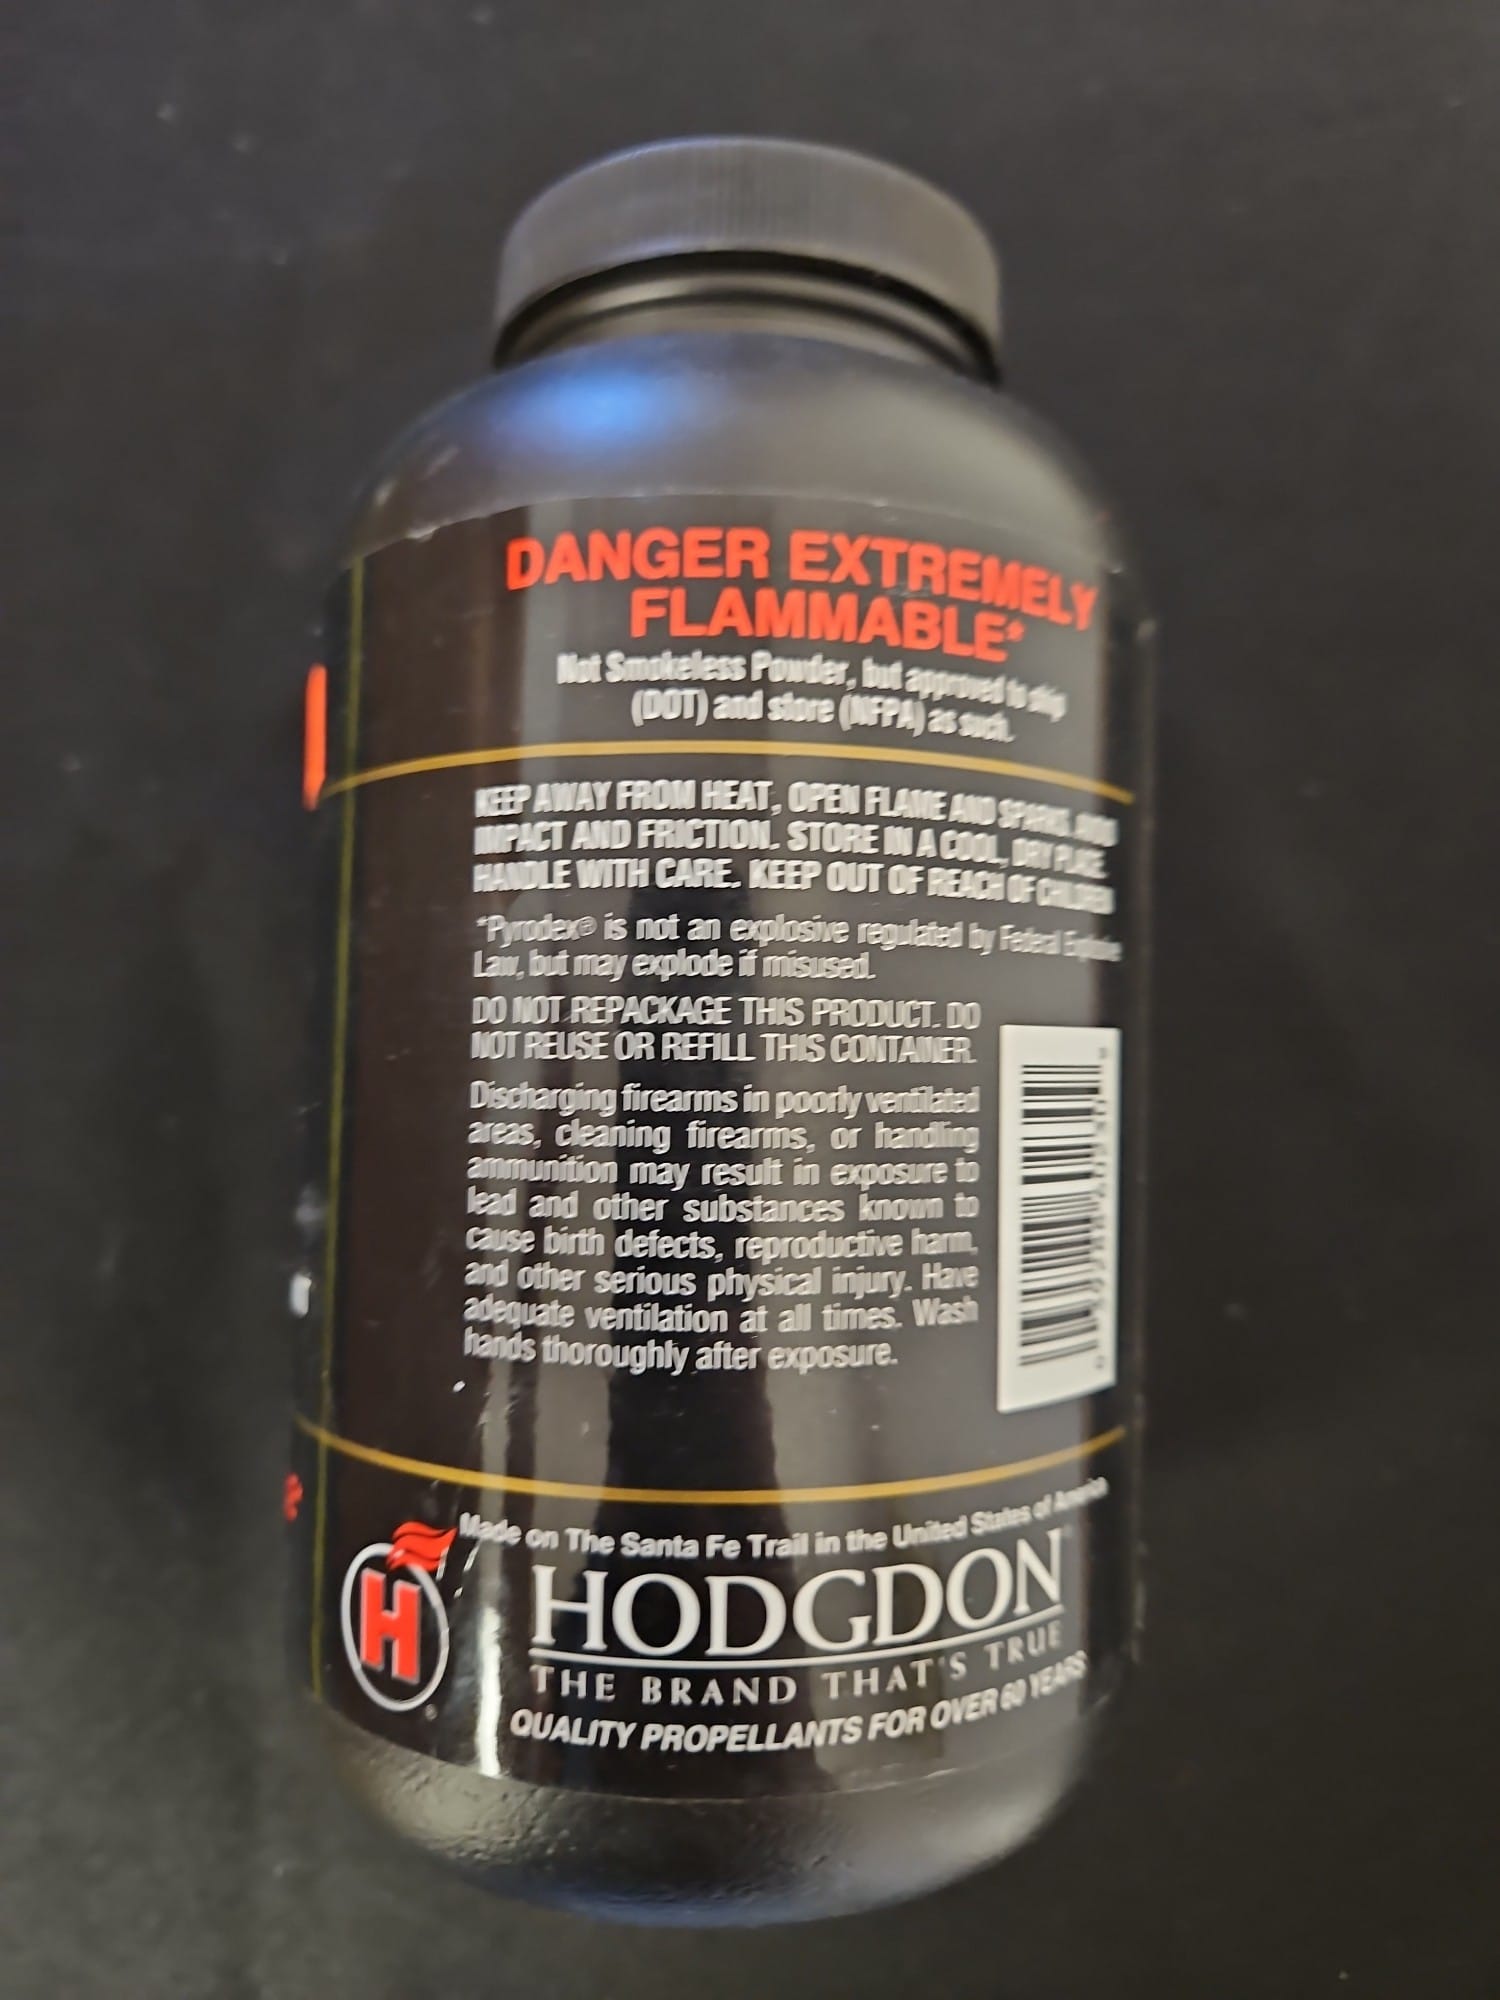 DANGER EXTREMELY
FLAMMABLE*
Not Smokeless Powder, but approved to ship
(DOT) and store (NFPA) as such.
KEEP AWAY FROM HEAT, OPEN FLAME AND SPARKS. AVOID
IMPACT AND FRICTION. STORE IN A COOL, DRY PLACE.
HANDLE WITH CARE. KEEP OUT OF REACH OF CHILDREN
*Pyrodex® is not an explosive regulated by Federal Explosive
Law, but may explode if misused.
DO NOT REPACKAGE THIS PRODUCT. DO
NOT REUSE OR REFILL THIS CONTAINER.
Discharging firearms in poorly ventilated
areas, cleaning firearms, or handling
ammunition may result in exposure to
lead and other substances known to
cause birth defects, reproductive harm,
and other serious physical injury. Have
adequate ventilation at all times. Wash
hands thoroughly after exposure.
Made on The Santa Fe Trail in the United States of America
H
HODGDON
THE BRAND THAT'S TRUE
QUALITY PROPELLANTS FOR OVER 60 YEARS